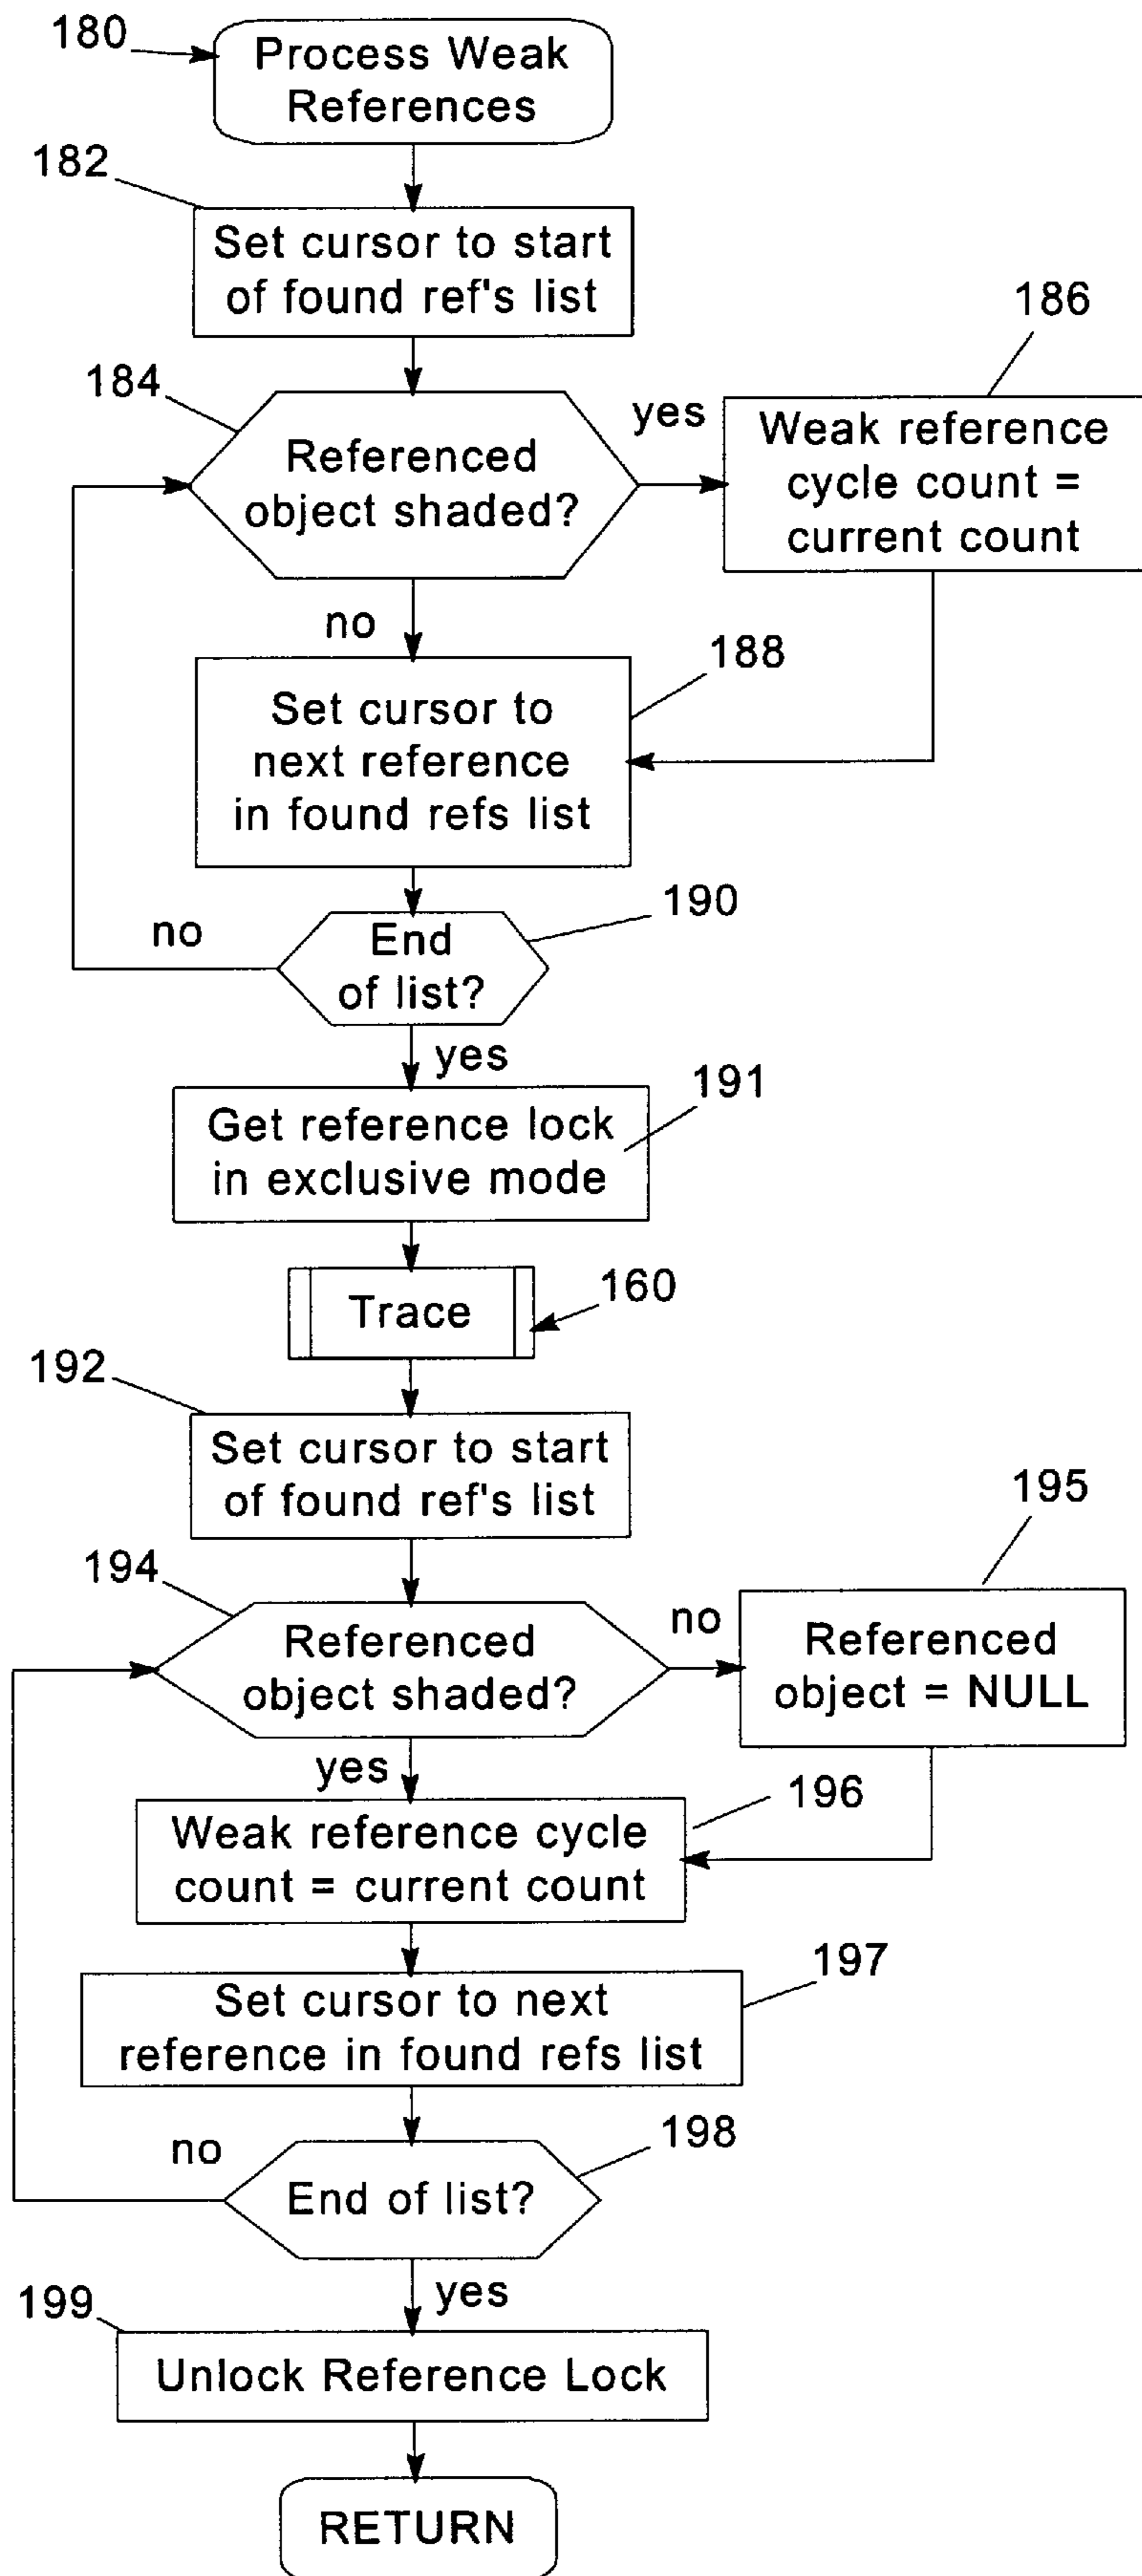 180
Process Weak
References
182
Set cursor to start
of found ref's list
184
Referenced
object shaded?
yes
186
Weak reference
cycle count =
current count
no
188
Set cursor to
next reference
in found refs list
190
no
End
of list?
yes
191
Get reference lock
in exclusive mode
160
Trace
192
Set cursor to start
of found ref's list
194
Referenced
object shaded?
no
195
Referenced
object = NULL
yes
196
Weak reference cycle
count = current count
197
Set cursor to next
reference in found refs list
198
no
End of list?
yes
199
Unlock Reference Lock
RETURN